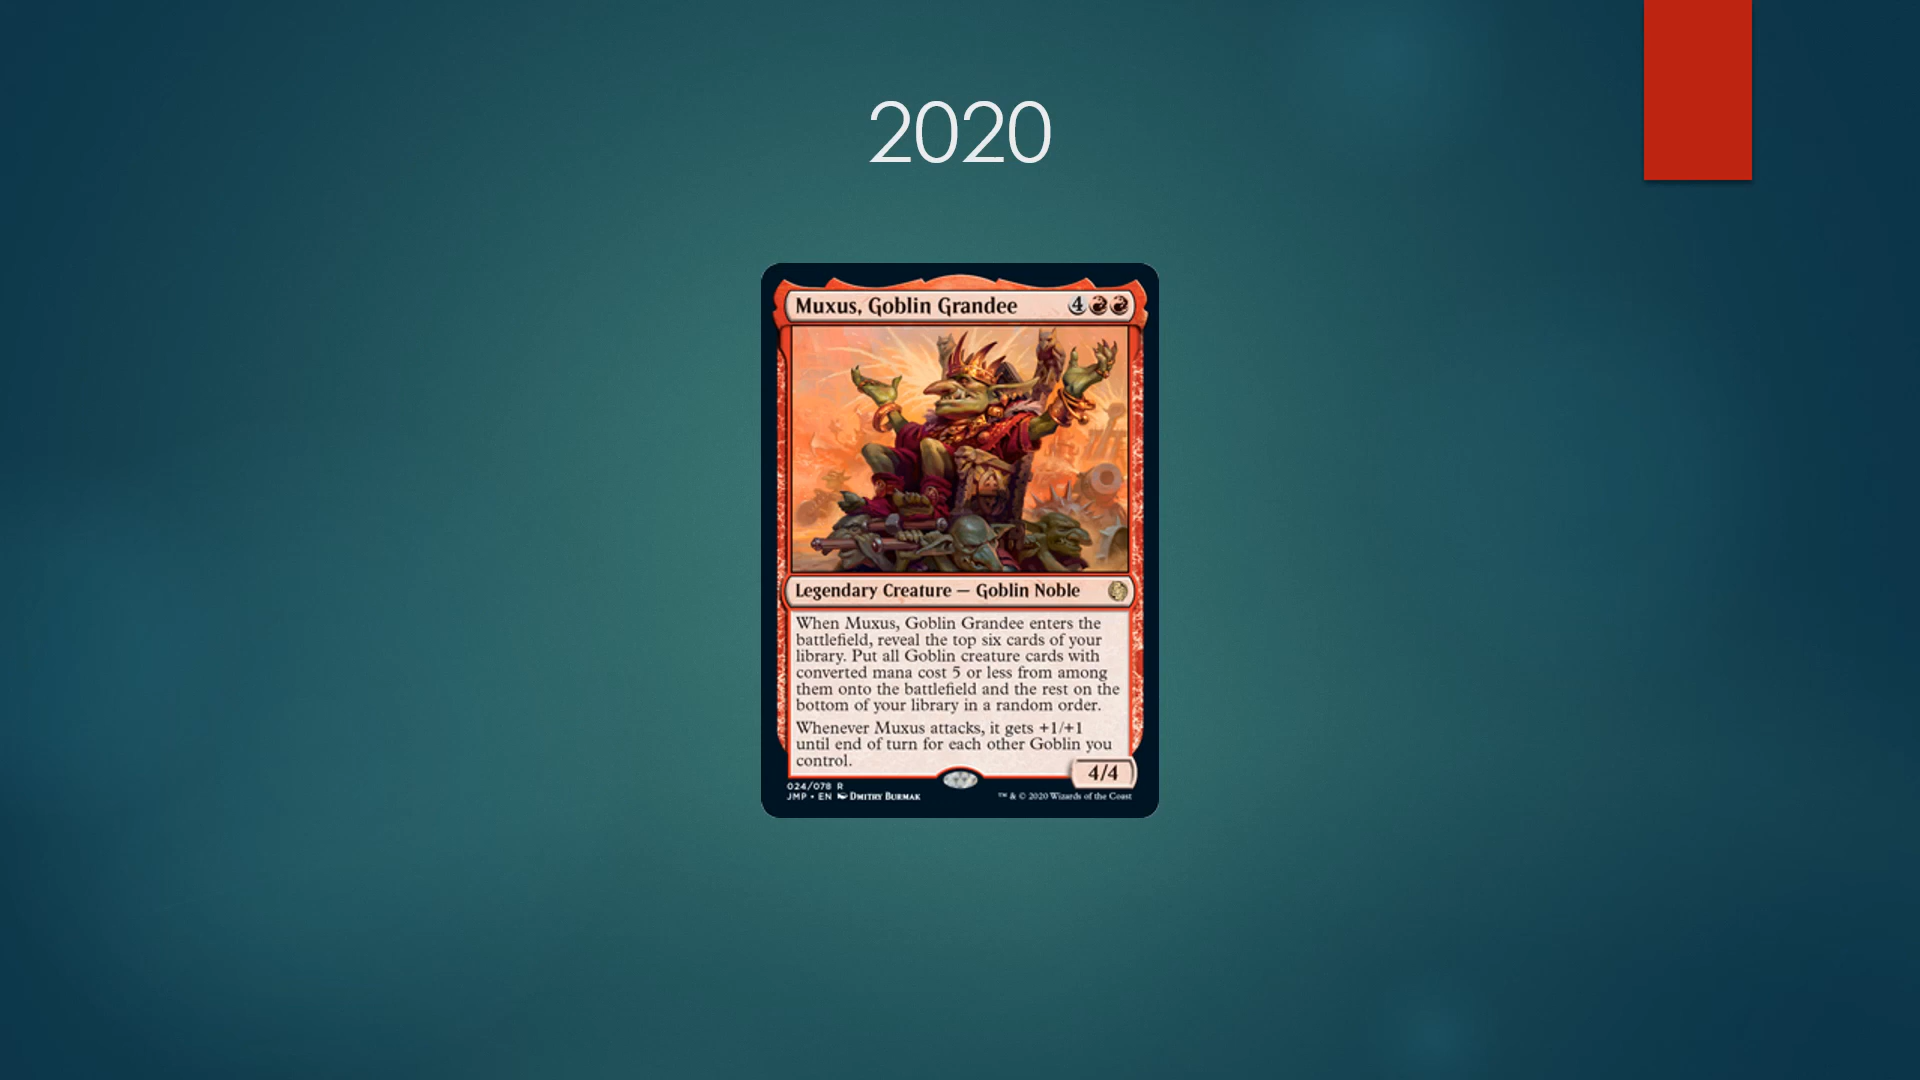 2020
Muxus, Goblin Grandee 4
Legendary Creature — Goblin Noble
When Muxus, Goblin Grandee enters the
battlefield, reveal the top six cards of your
library. Put all Goblin creature cards with
converted mana cost 5 or less from among
them onto the battlefield and the rest on the
bottom of your library in a random order.
Whenever Muxus attacks, it gets +1/+1
until end of turn for each other Goblin you
control.
4/4
024/078 R
JMP • EN Dmitry Burmak ™ & © 2020 Wizards of the Coast